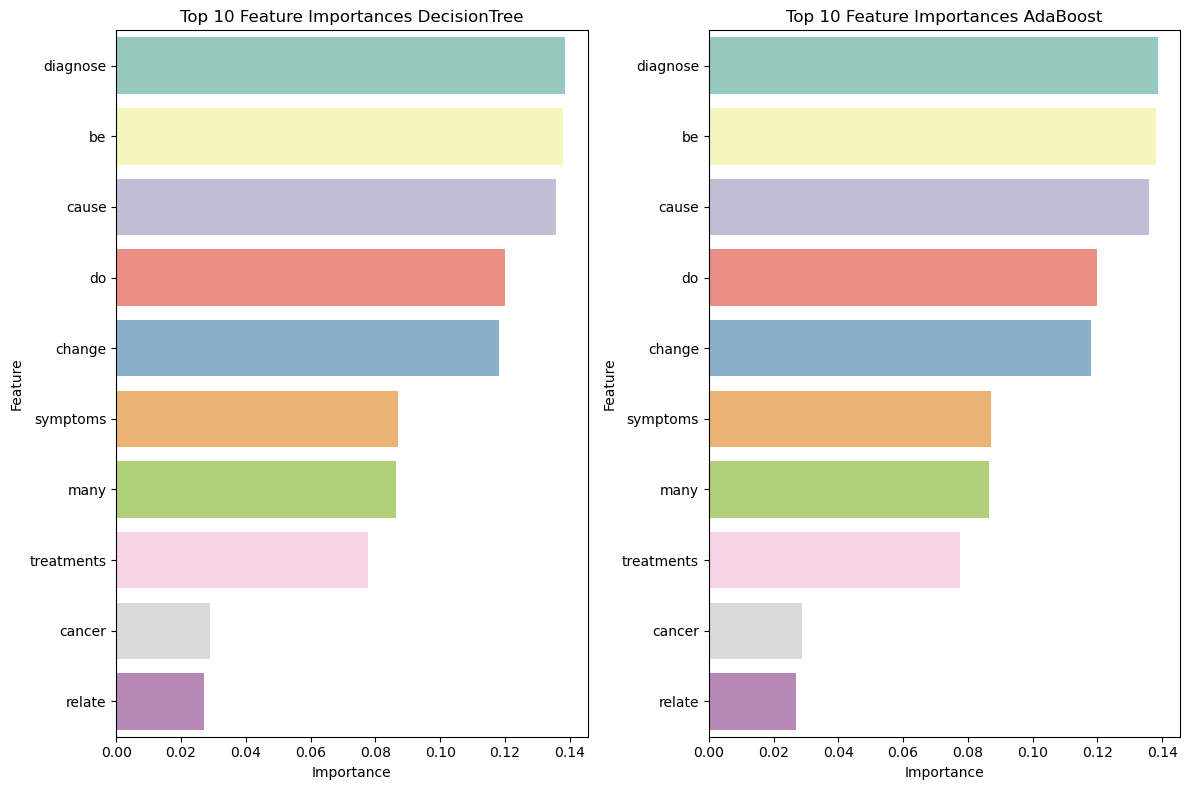 Top 10 Feature Importances DecisionTree
Feature
diagnose
be
cause
do
change
symptoms
many
treatments
cancer
relate
0.00 0.02 0.04 0.06 0.08 0.10 0.12 0.14
Importance
Top 10 Feature Importances AdaBoost
Feature
diagnose
be
cause
do
change
symptoms
many
treatments
cancer
relate
0.00 0.02 0.04 0.06 0.08 0.10 0.12 0.14
Importance